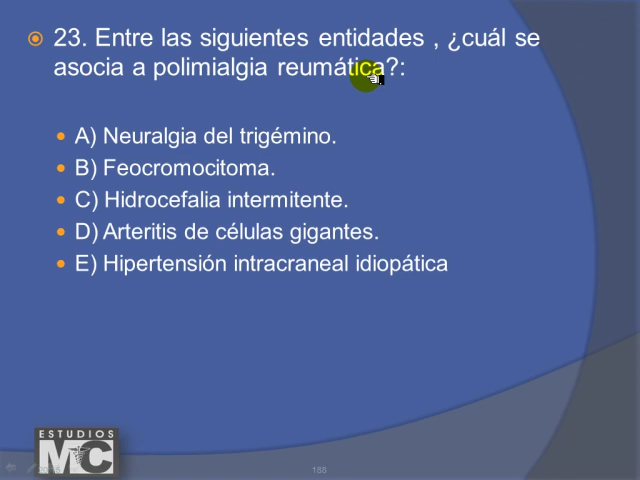 23. Entre las siguientes entidades , ¿cuál se
asocia a polimialgia reumática?:
A) Neuralgia del trigémino.
B) Feocromocitoma.
C) Hidrocefalia intermitente.
D) Arteritis de células gigantes.
E) Hipertensión intracraneal idiopática
ESTUDIOS
MC
188